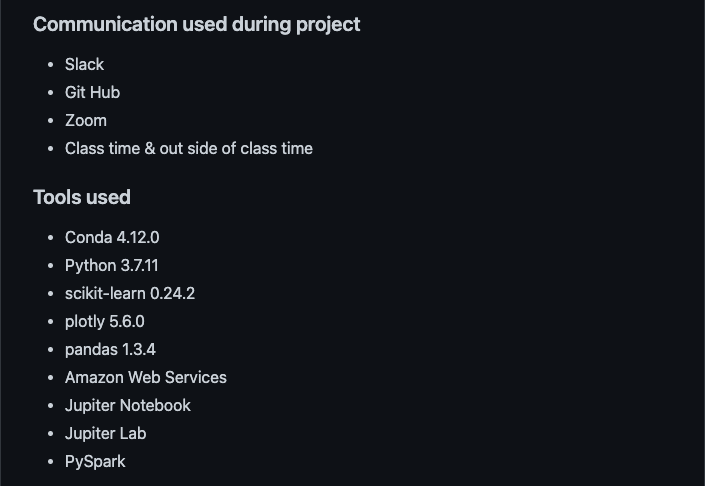 Communication used during project
Slack
Git Hub
Zoom
Class time & out side of class time
Tools used
Conda 4.12.0
Python 3.7.11
scikit-learn 0.24.2
plotly 5.6.0
pandas 1.3.4
Amazon Web Services
Jupiter Notebook
Jupiter Lab
PySpark